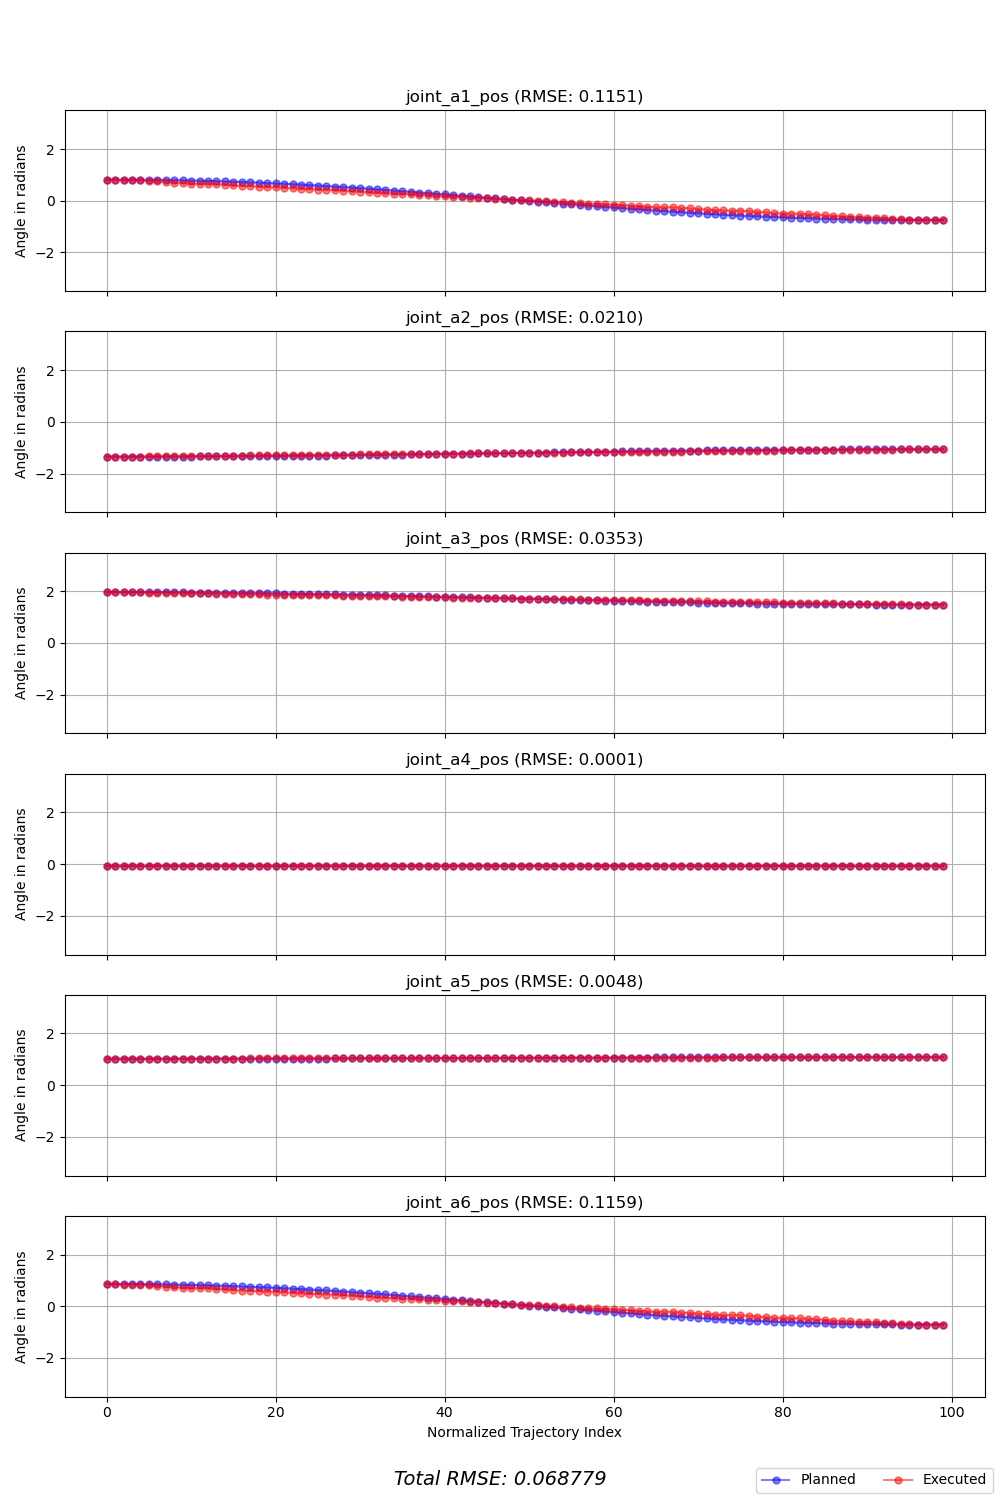 joint_a1_pos (RMSE: 0.1151)
Angle in radians
2
0
−2
joint_a2_pos (RMSE: 0.0210)
Angle in radians
2
0
−2
joint_a3_pos (RMSE: 0.0353)
Angle in radians
2
0
−2
joint_a4_pos (RMSE: 0.0001)
Angle in radians
2
0
−2
joint_a5_pos (RMSE: 0.0048)
Angle in radians
2
0
−2
joint_a6_pos (RMSE: 0.1159)
Angle in radians
2
0
−2
0 20 40 60 80 100
Normalized Trajectory Index
Total RMSE: 0.068779
Planned Executed